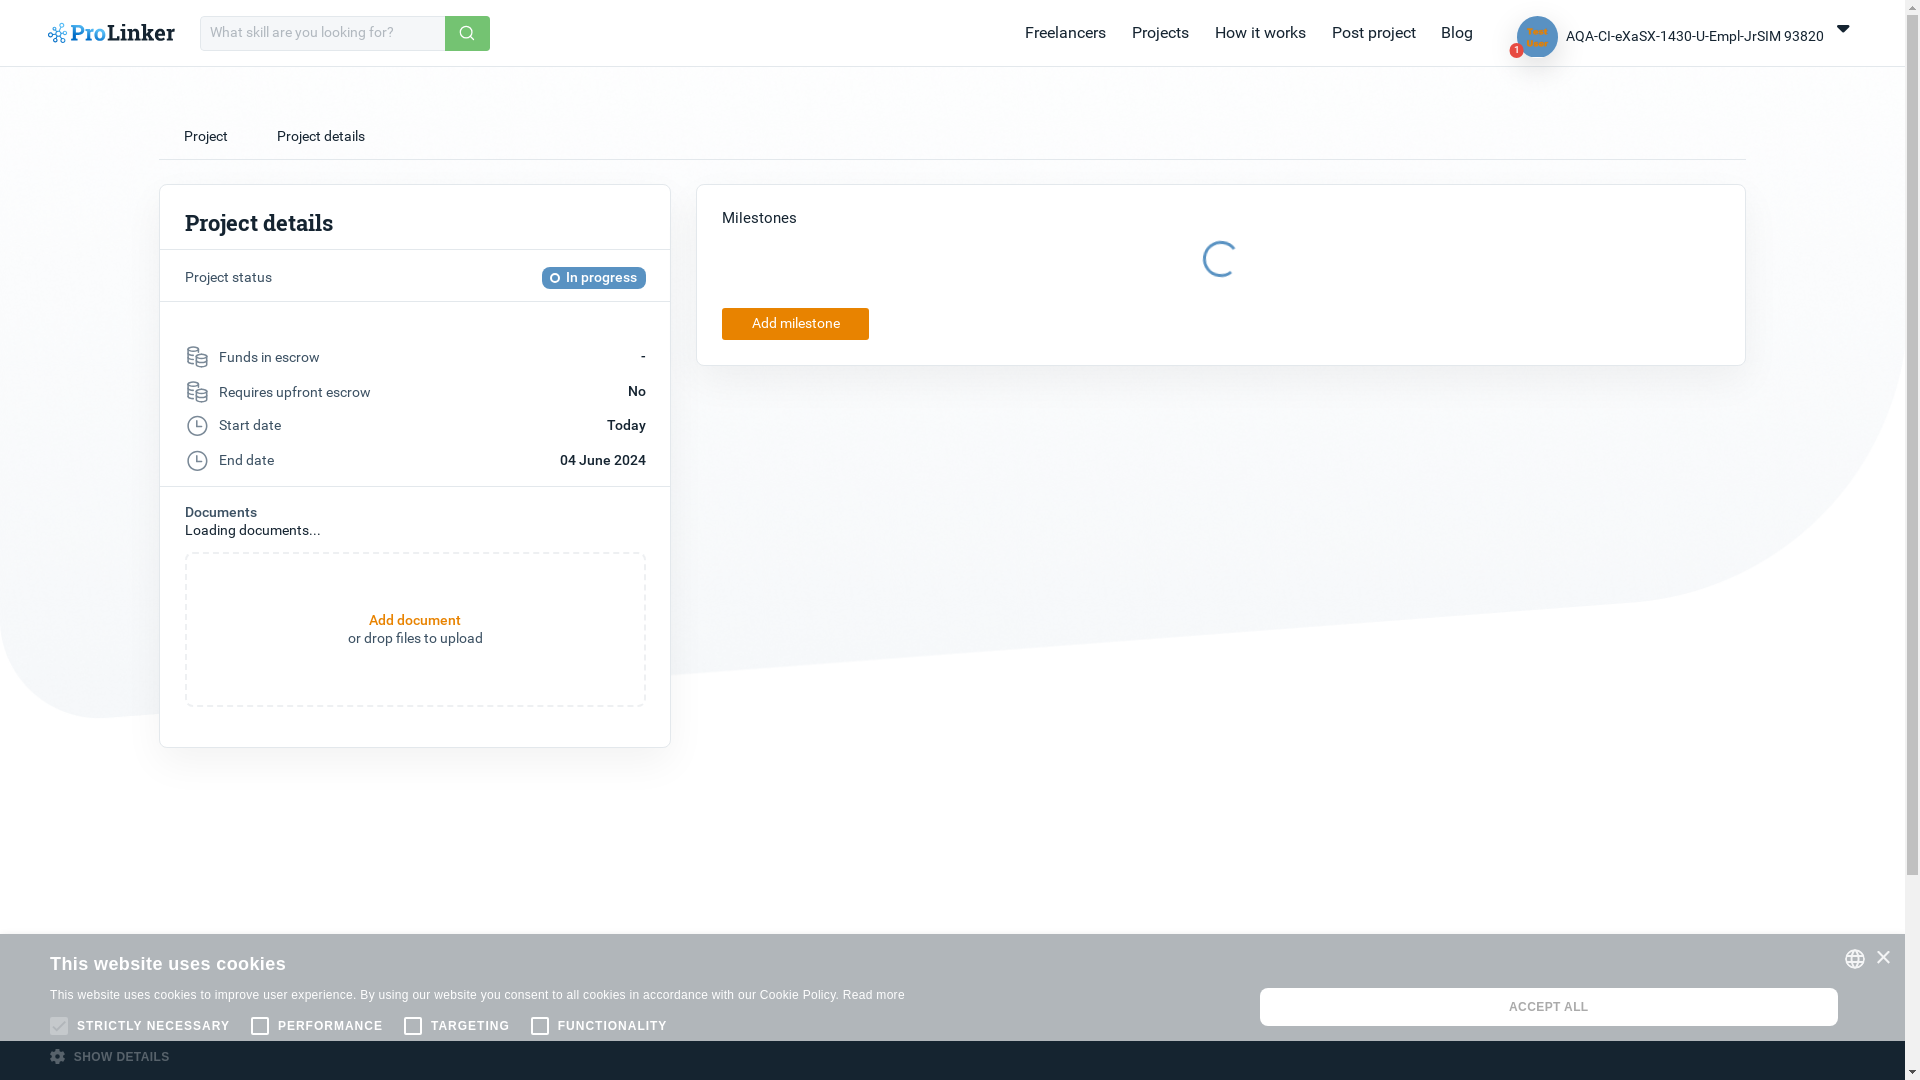 ProLinker
What skill are you looking for?
Freelancers
Projects
How it works
Post project
Blog
Test
User
1
AQA-CI-eXaSX-1430-U-Empl-JrSIM 93820
Project
Project details
Project details
Project status
In progress
Funds in escrow
-
Requires upfront escrow
No
Start date
Today
End date
04 June 2024
Documents
Loading documents...
Add document
or drop files to upload
Milestones
Add milestone
This website uses cookies
This website uses cookies to improve user experience. By using our website you consent to all cookies in accordance with our Cookie Policy. Read more
STRICTLY NECESSARY
PERFORMANCE
TARGETING
FUNCTIONALITY
SHOW DETAILS
ACCEPT ALL
×